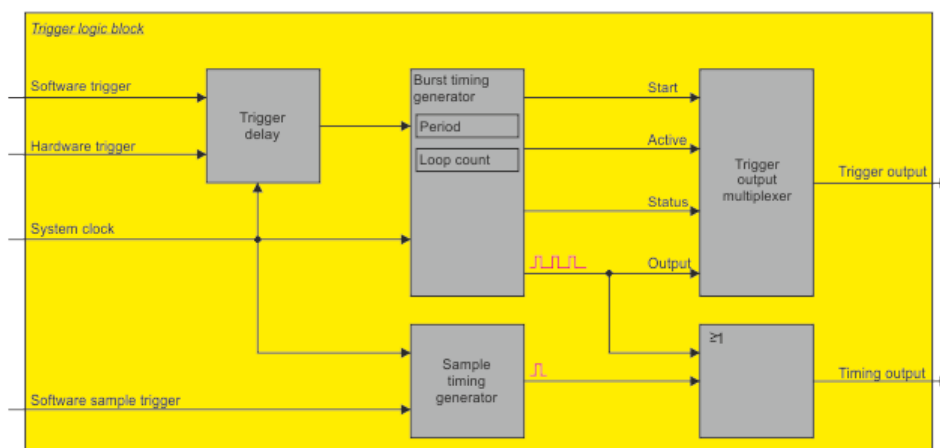 Trigger logic block
Software trigger
Hardware trigger
System clock
Software sample trigger
Trigger
delay
Burst timing
generator
Period
Loop count
Sample
timing
generator
Start
Active
Status
Output
Trigger
output
multiplexer
≥1
Trigger output
Timing output